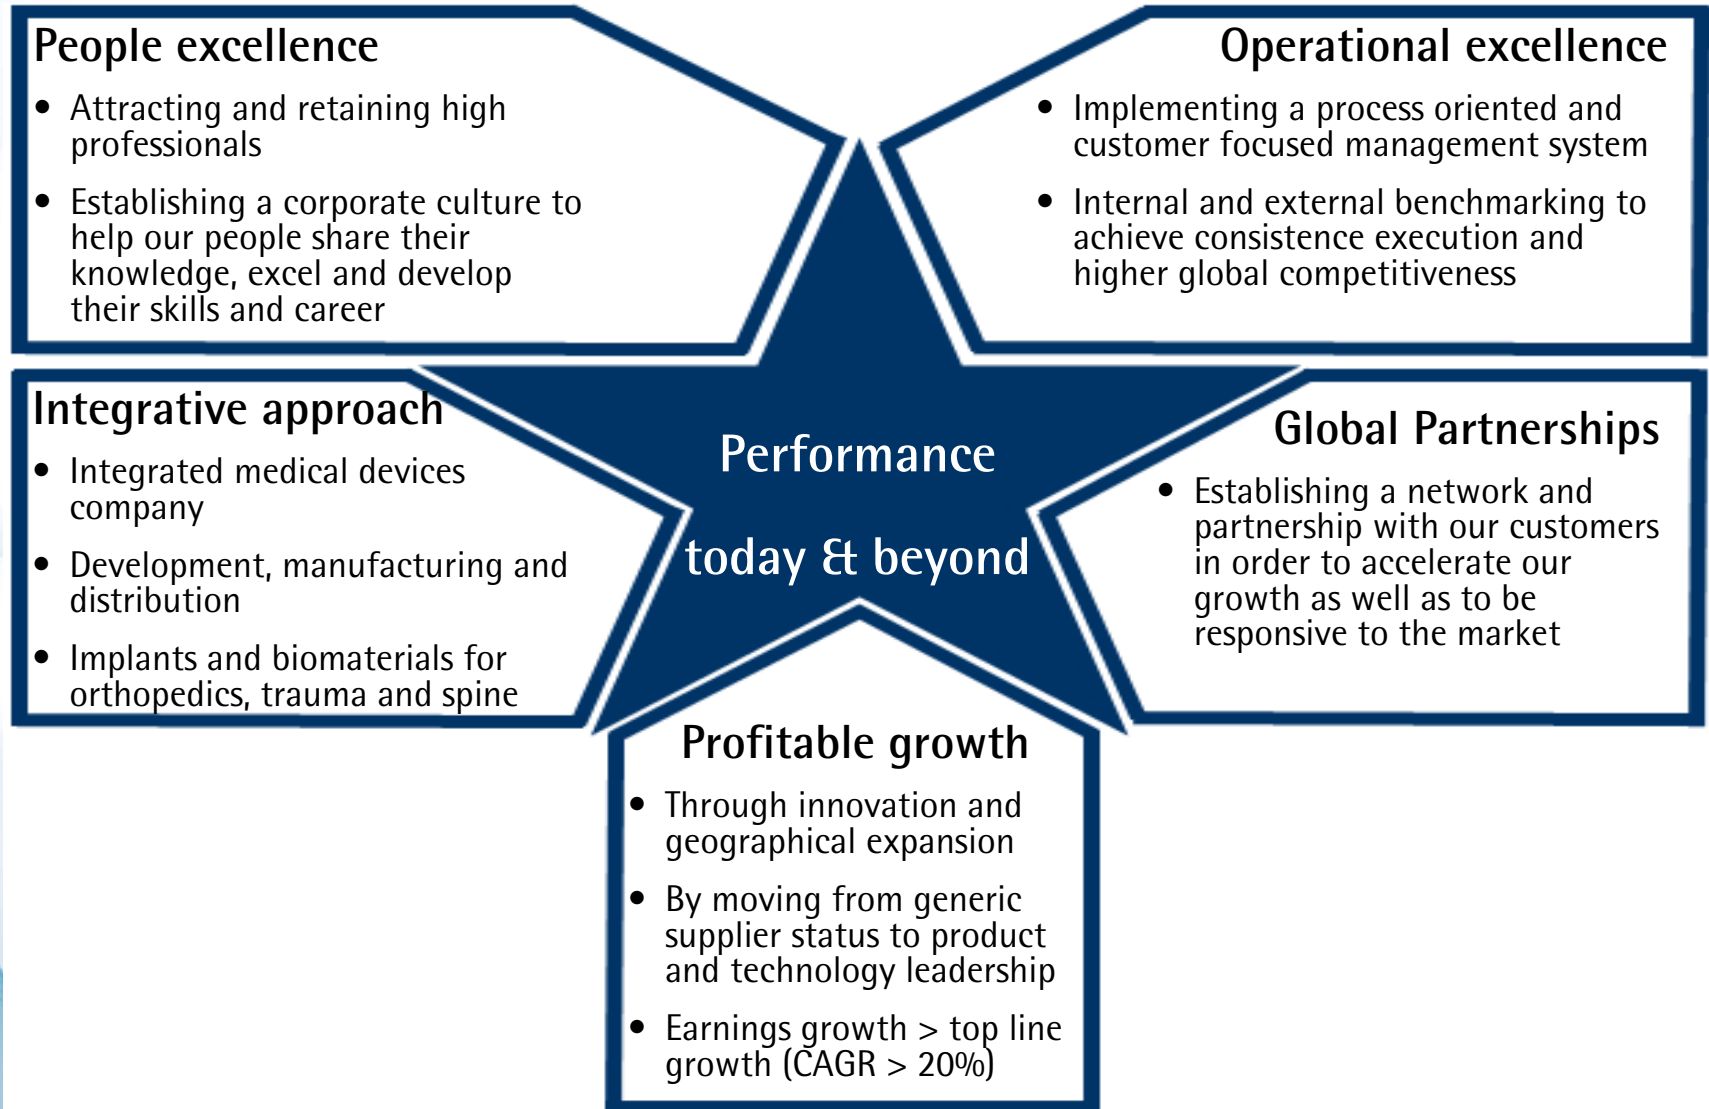 People excellence
• Attracting and retaining high
professionals
• Establishing a corporate culture to
help our people share their
knowledge, excel and develop
their skills and career
Operational excellence
• Implementing a process oriented and
customer focused management system
• Internal and external benchmarking to
achieve consistence execution and
higher global competitiveness
Integrative approach
• Integrated medical devices
company
• Development, manufacturing and
distribution
• Implants and biomaterials for
orthopedics, trauma and spine
Performance
today & beyond
Global Partnerships
• Establishing a network and
partnership with our customers
in order to accelerate our
growth as well as to be
responsive to the market
Profitable growth
• Through innovation and
geographical expansion
• By moving from generic
supplier status to product
and technology leadership
• Earnings growth > top line
growth (CAGR > 20%)